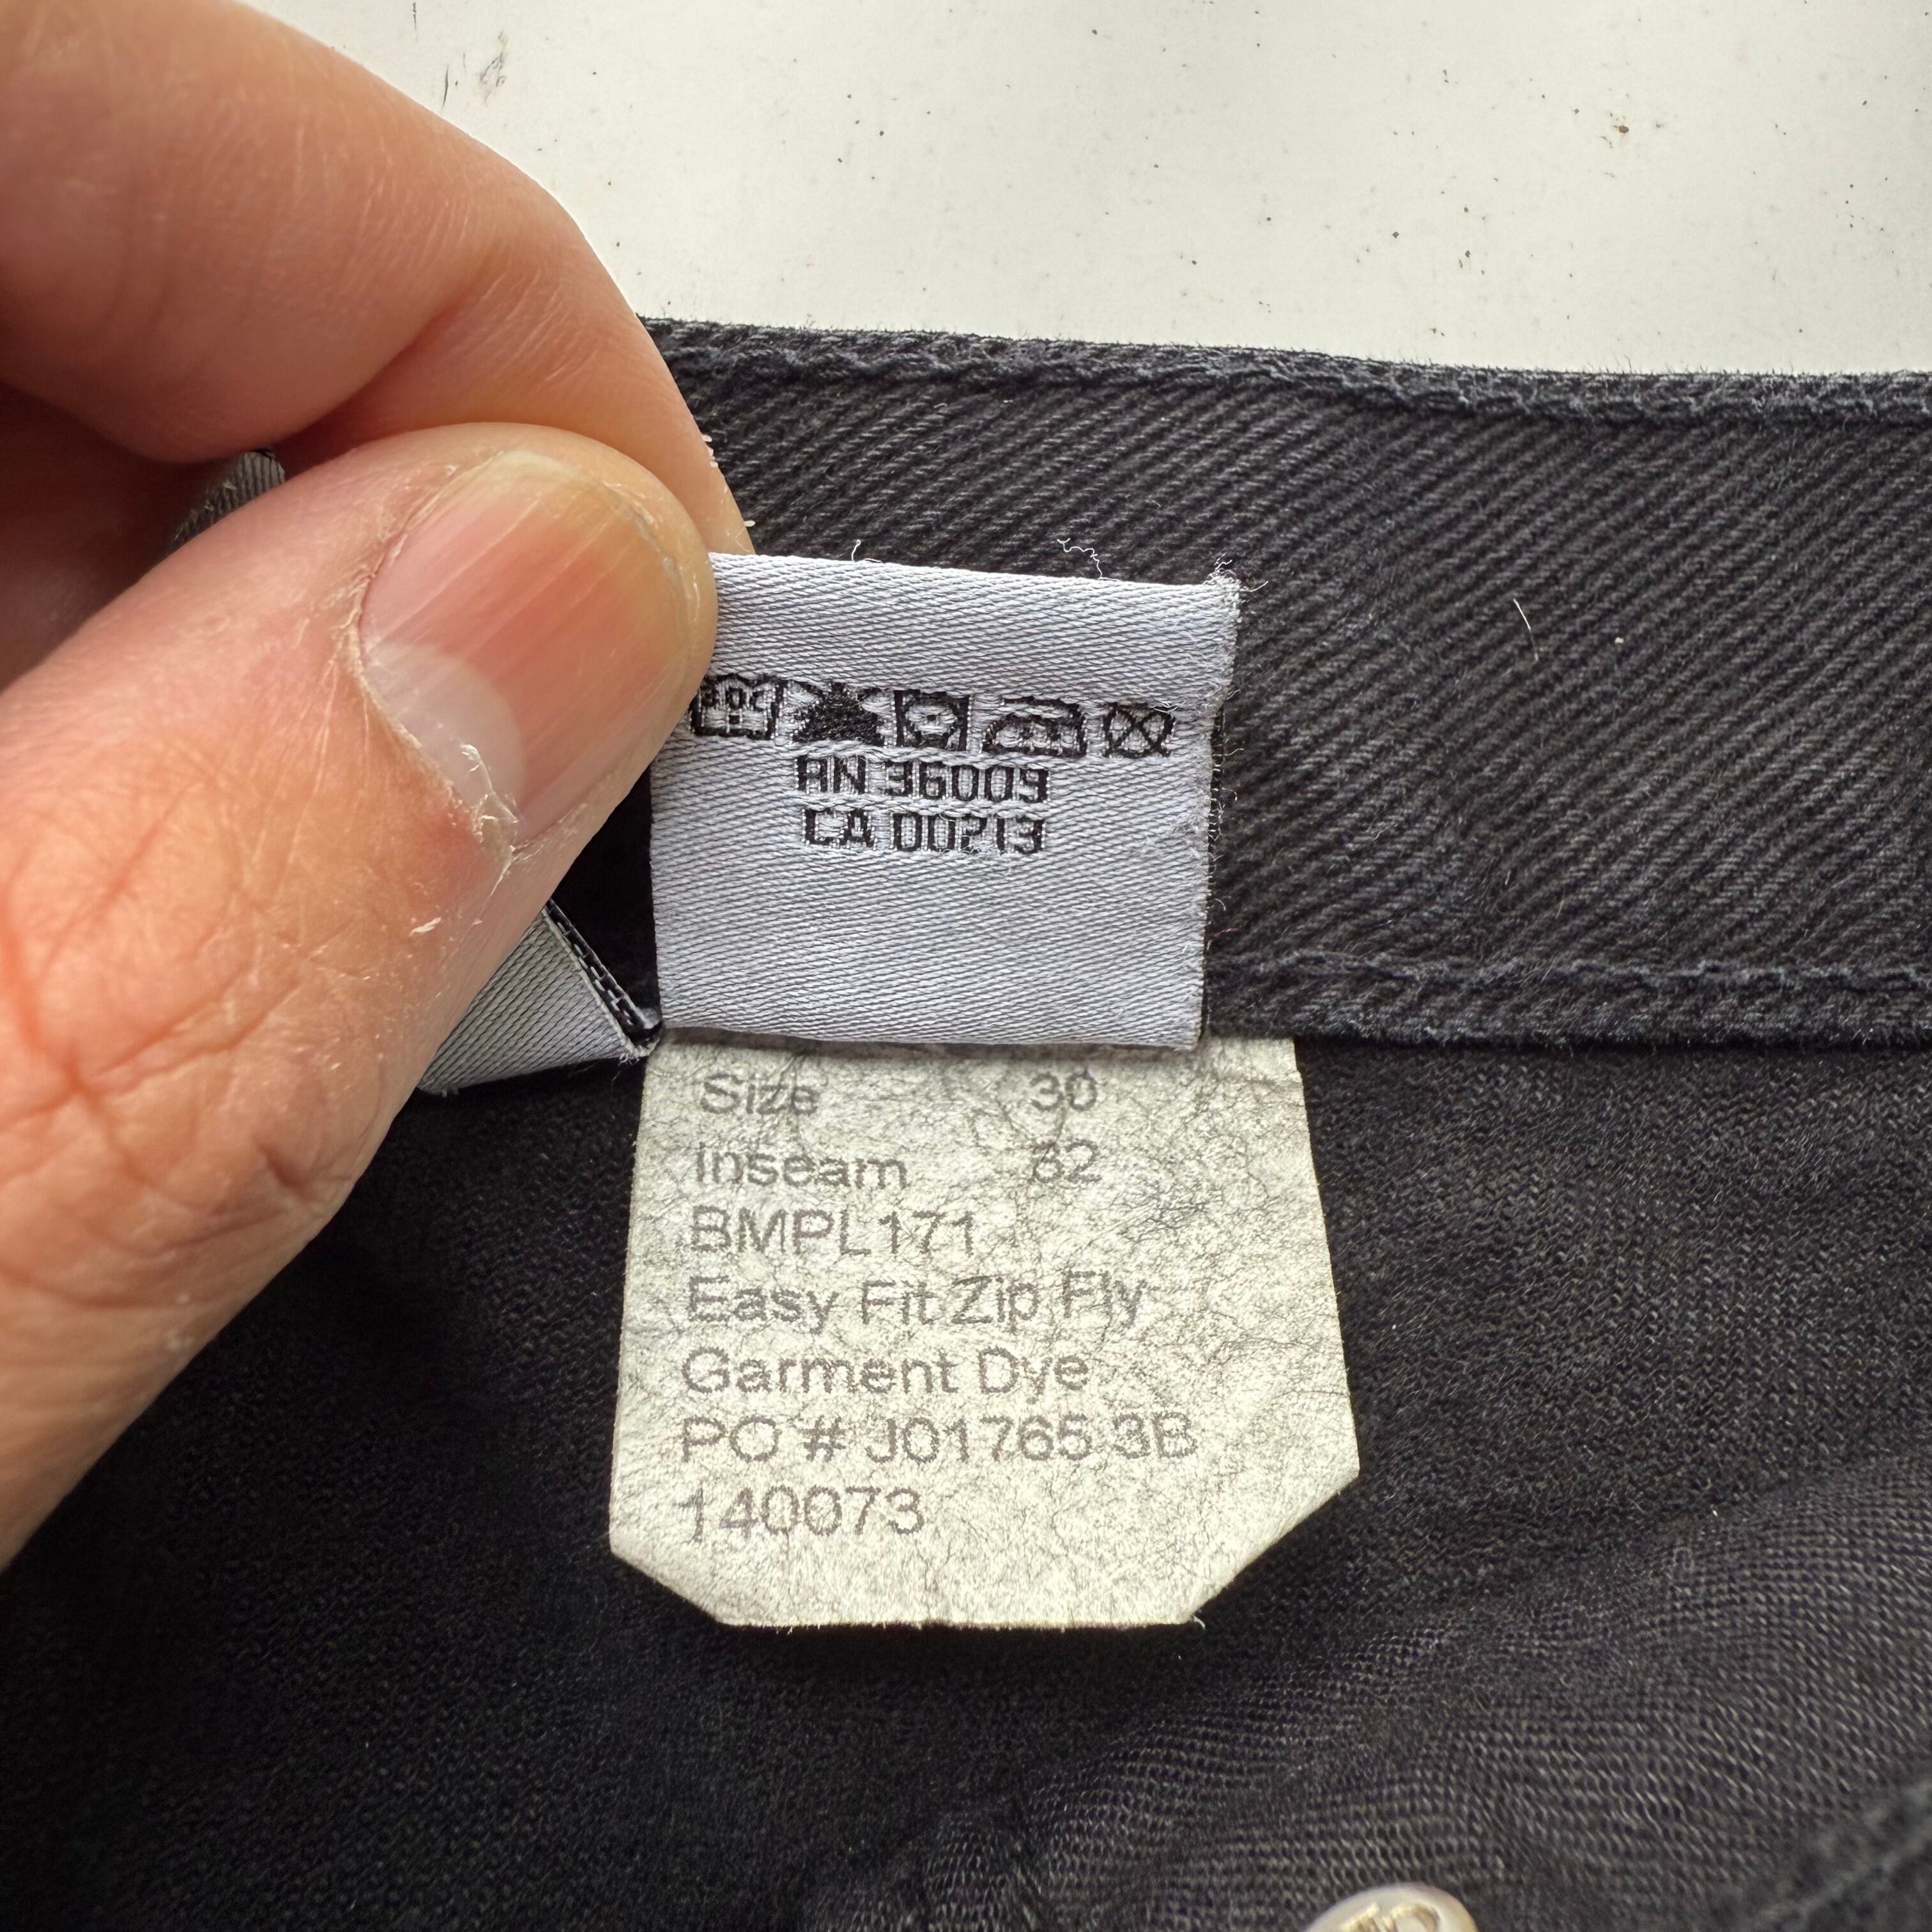 30C
RN 36009
CA 00213
Size 30
Inseam 32
BMPL171
Easy Fit Zip Fly
Garment Dye
PO # J01765 3B
140073